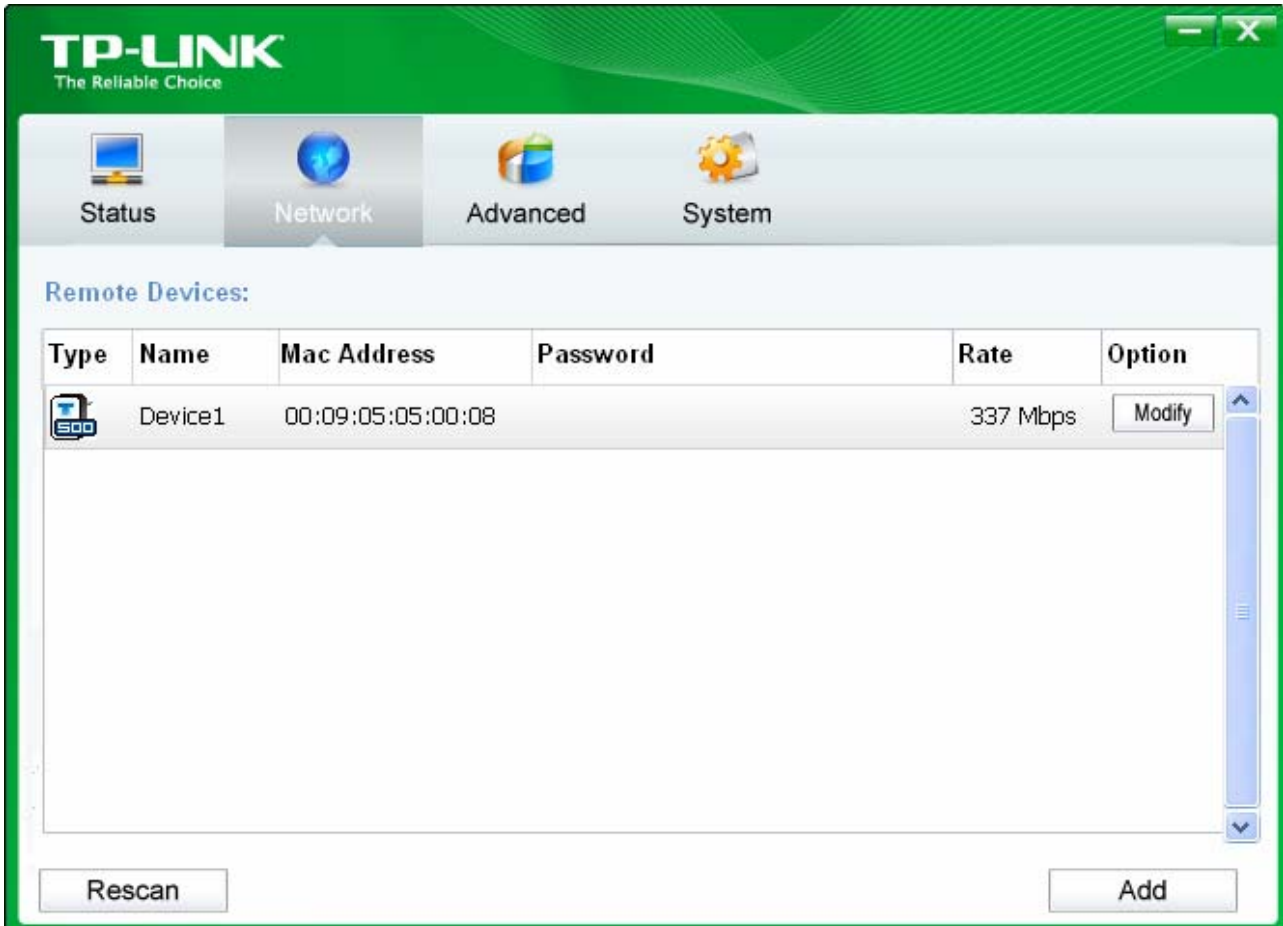 TP-LINK
The Reliable Choice
Status Network Advanced System
Remote Devices:
Type Name Mac Address Password Rate Option
T 500 Device1 00:09:05:05:00:08 337 Mbps Modify
Rescan Add